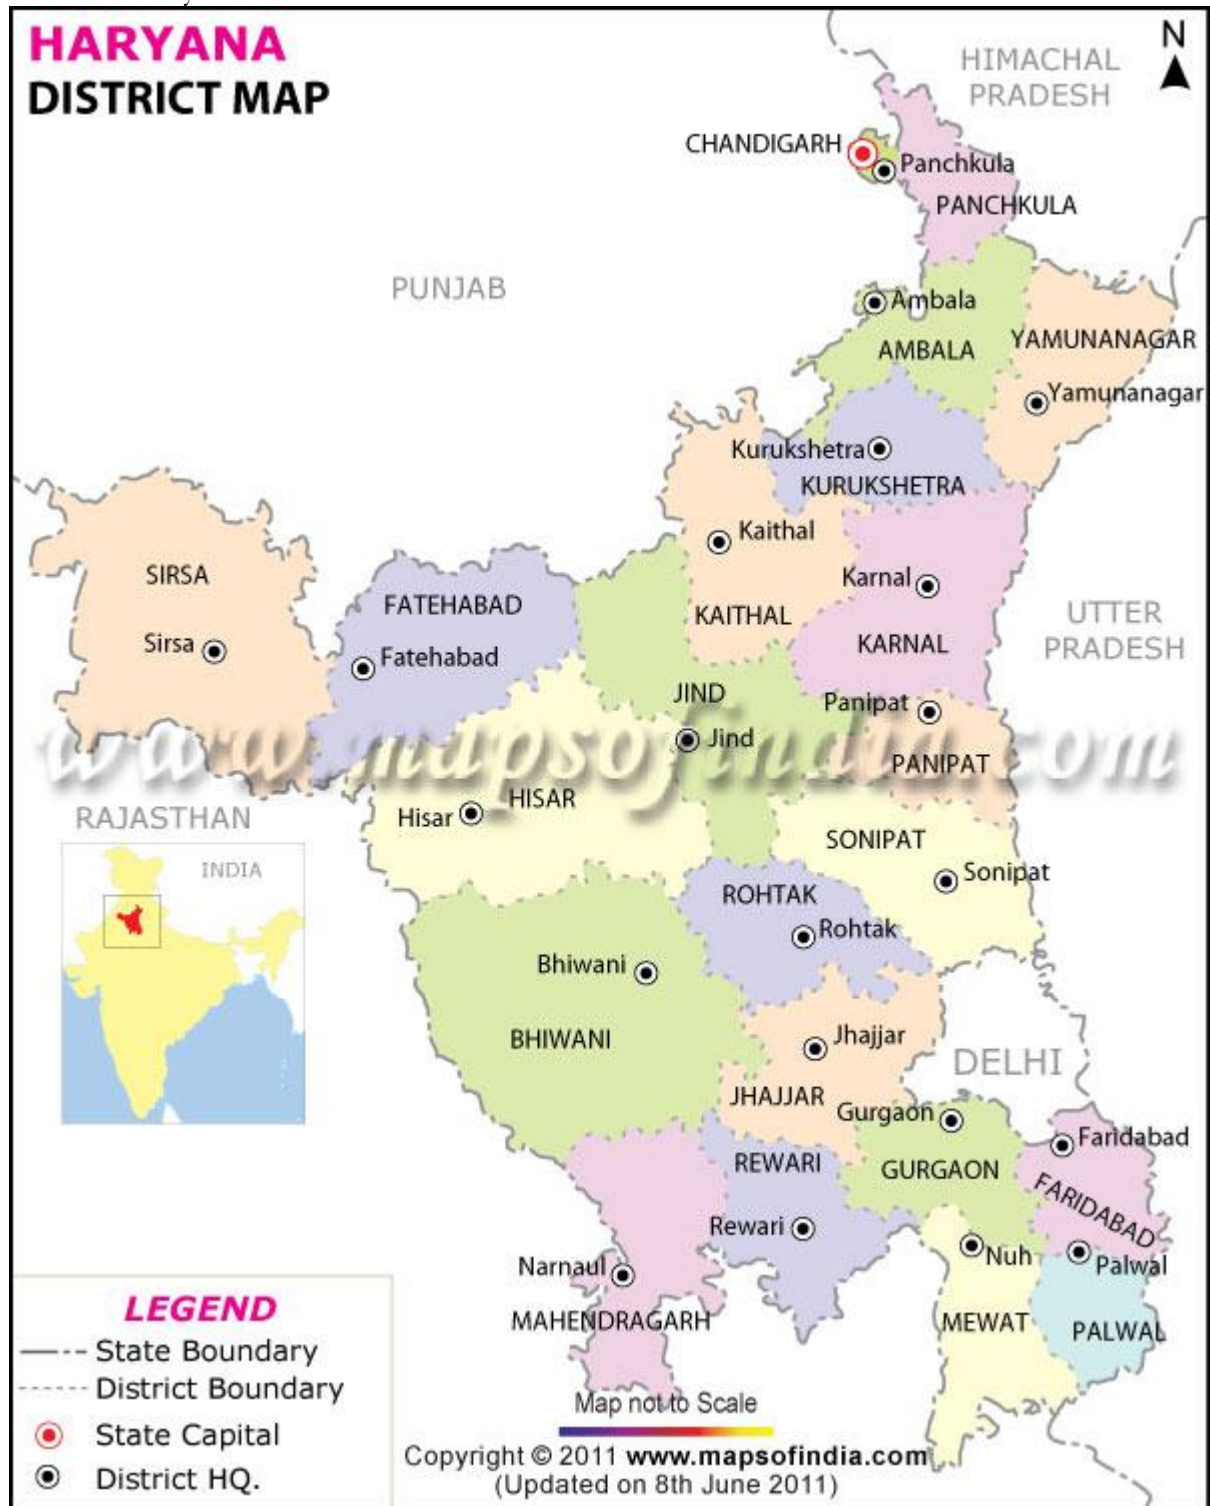 HARYANA
DISTRICT MAP
N
HIMACHAL
PRADESH
CHANDIGARH
Panchkula
PANCHKULA
PUNJAB
Ambala
AMBALA
YAMUNANAGAR
Yamunanagar
Kurukshetra
KURUKSHETRA
Kaithal
KAITHAL
Karnal
KARNAL
UTTER
PRADESH
SIRSA
Sirsa
FATEHABAD
Fatehabad
JIND
Jind
Panipat
PANIPAT
www.mapsofindia.com
HISAR
Hisar
RAJASTHAN
INDIA
SONIPAT
Sonipat
ROHTAK
Rohtak
Bhiwani
BHIWANI
Jhajjar
JHAJJAR
DELHI
Gurgaon
GURGAON
Faridabad
FARIDABAD
REWARI
Rewari
Narnaul
MAHENDRAGARH
Nuh
MEWAT
Palwal
PALWAL
LEGEND
State Boundary
District Boundary
State Capital
District HQ.
Map not to Scale
Copyright © 2011 www.mapsofindia.com
(Updated on 8th June 2011)